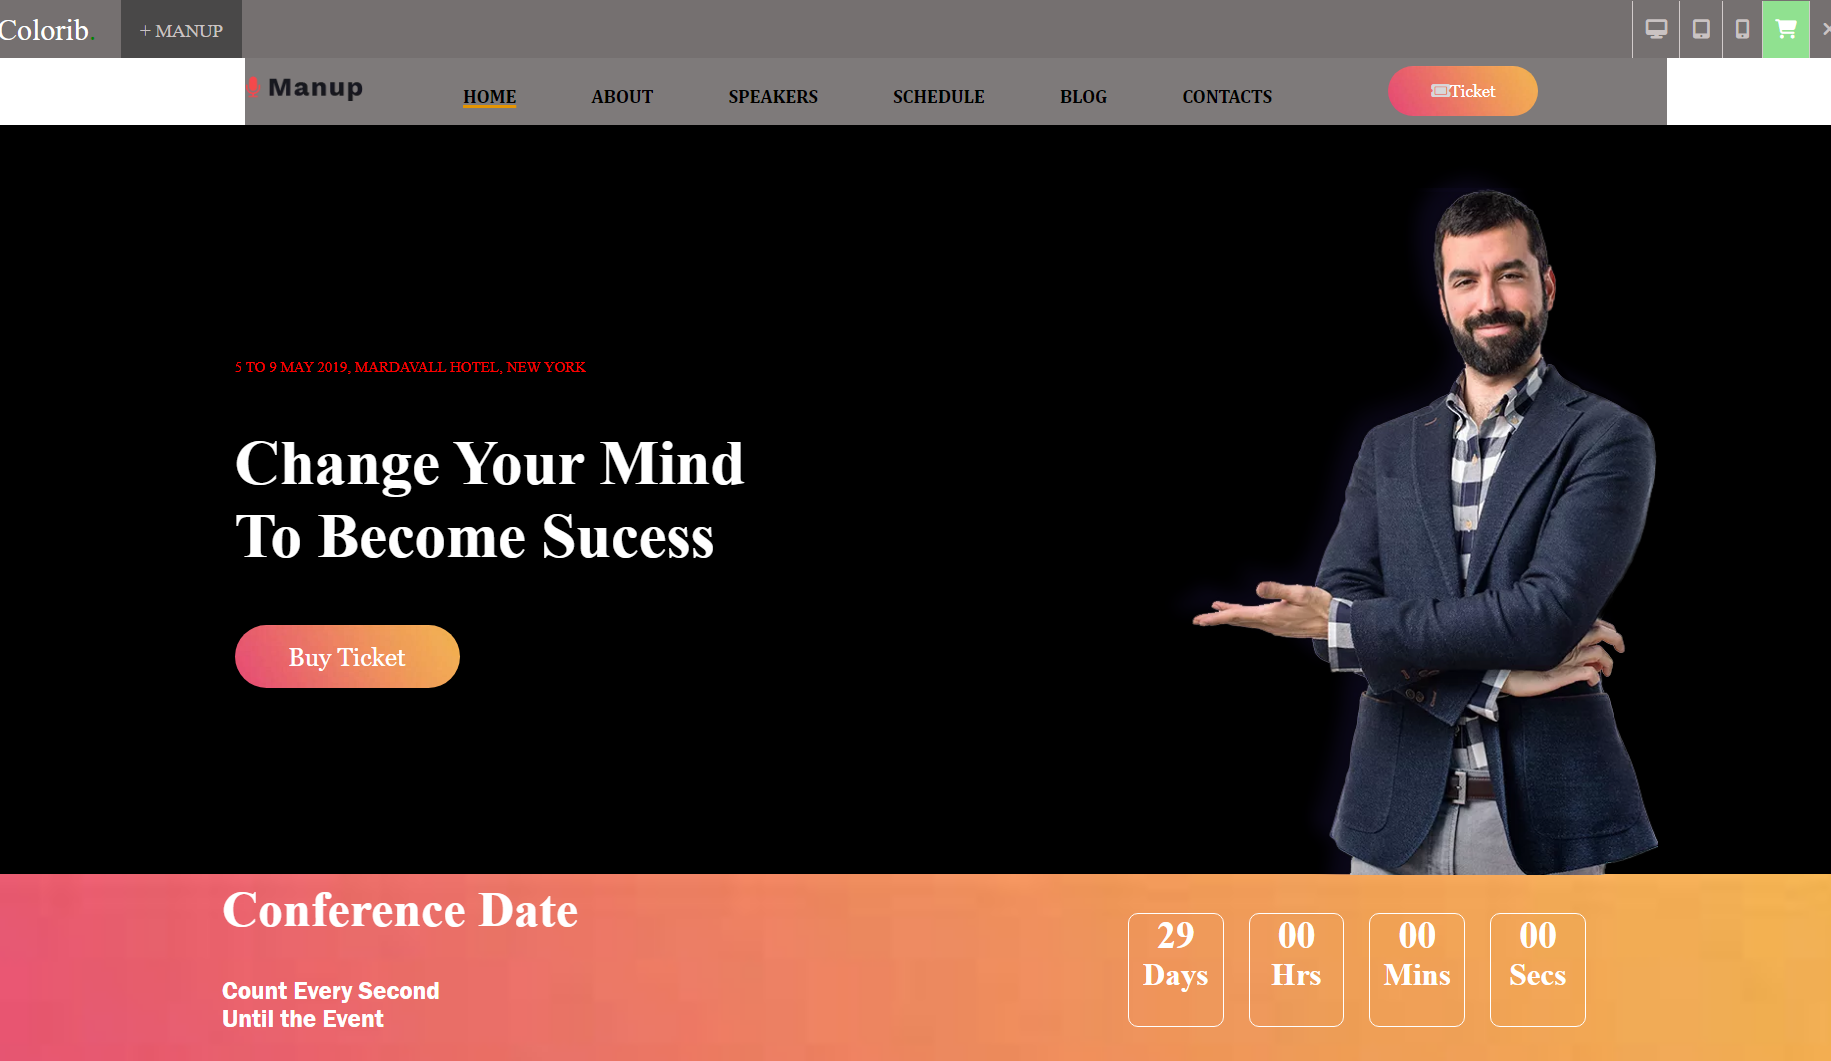 Colorib.
+ MANUP
Manup
HOME
ABOUT
SPEAKERS
SCHEDULE
BLOG
CONTACTS
Ticket
5 TO 9 MAY 2019, MARDAVALL HOTEL, NEW YORK
Change Your Mind
To Become Sucess
Buy Ticket
Conference Date
Count Every Second
Until the Event
29
Days
00
Hrs
00
Mins
00
Secs